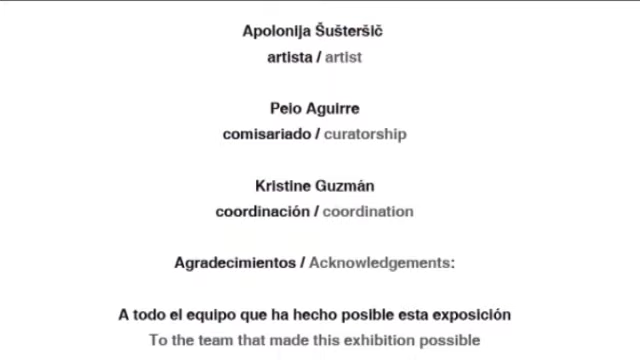 Apolonija Šušteršič
artista / artist
Peio Aguirre
comisariado / curatorship
Kristine Guzmán
coordinación / coordination
Agradecimientos / Acknowledgements:
A todo el equipo que ha hecho posible esta exposición
To the team that made this exhibition possible